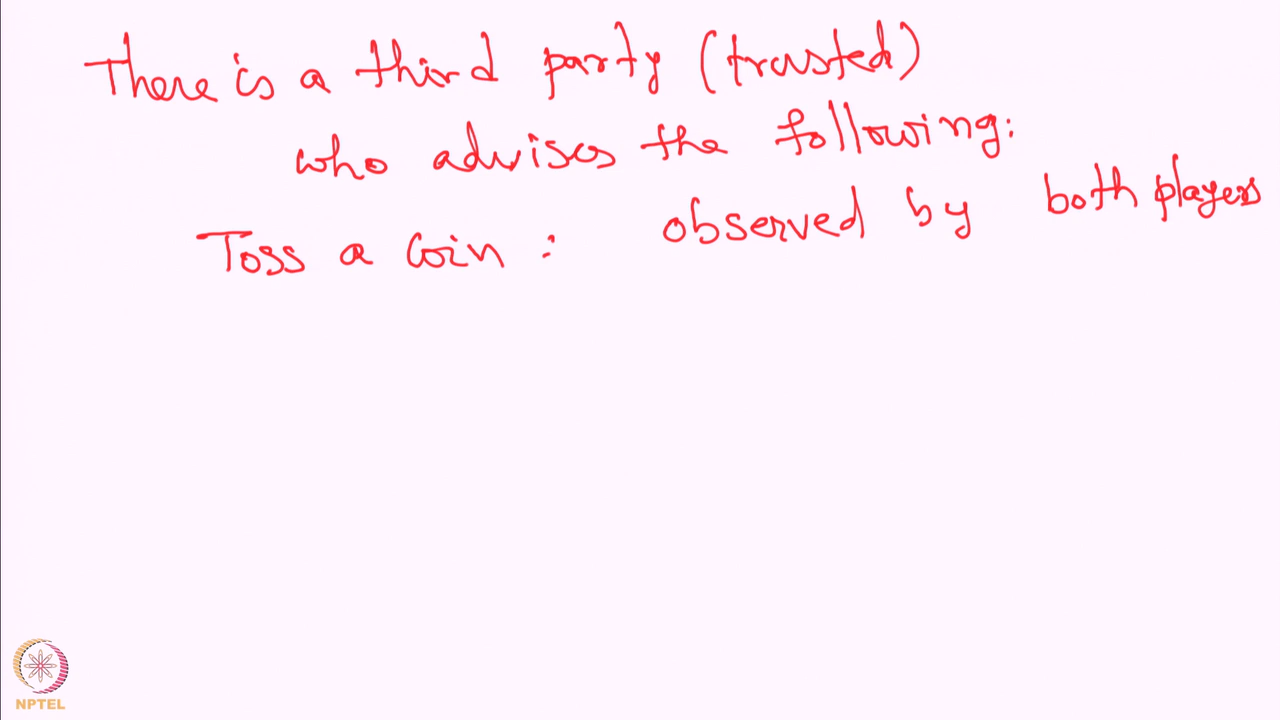 There is a third party (trusted)
who advises the following:
Toss a coin : observed by both players
NPTEL